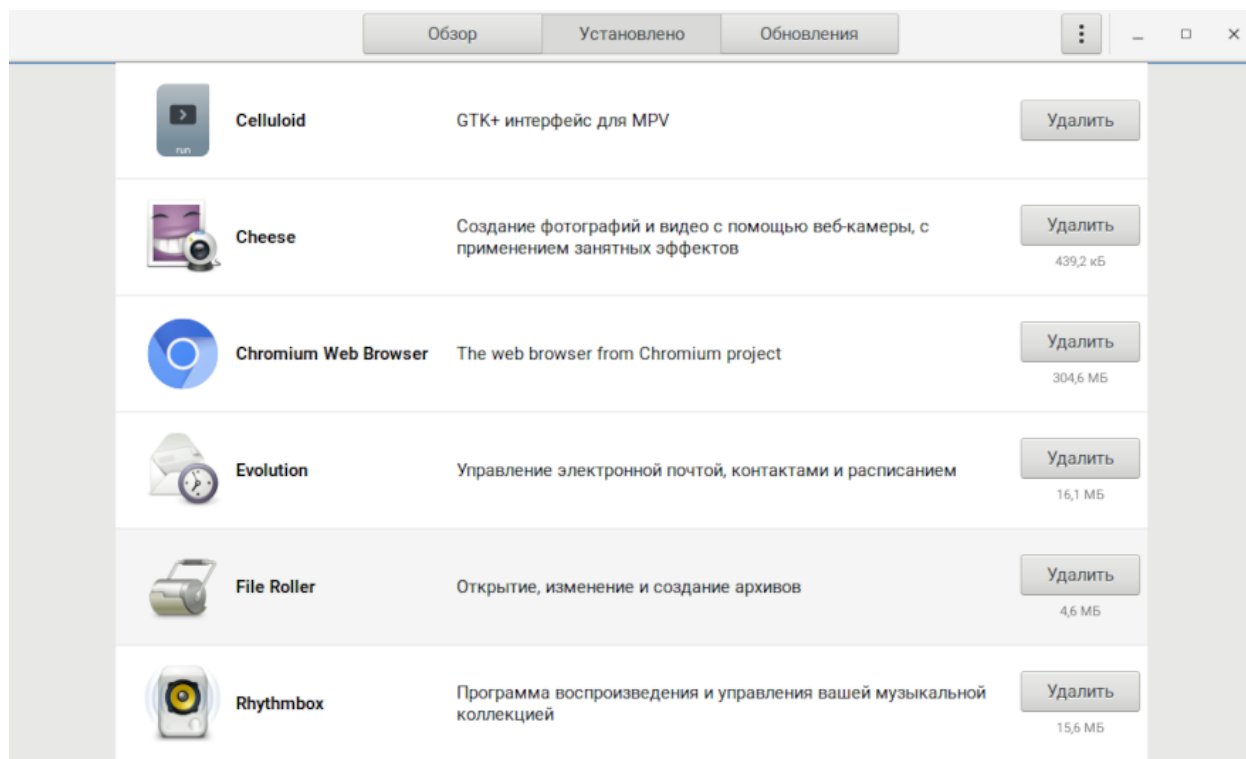 Обзор
Установлено
Обновления
run
Celluloid
GTK+ интерфейс для MPV
Удалить
Cheese
Создание фотографий и видео с помощью веб-камеры, с
применением занятных эффектов
Удалить
439,2 кБ
Chromium Web Browser
The web browser from Chromium project
Удалить
304,6 МБ
Evolution
Управление электронной почтой, контактами и расписанием
Удалить
16,1 МБ
File Roller
Открытие, изменение и создание архивов
Удалить
4,6 МБ
Rhythmbox
Программа воспроизведения и управления вашей музыкальной
коллекцией
Удалить
15,6 МБ